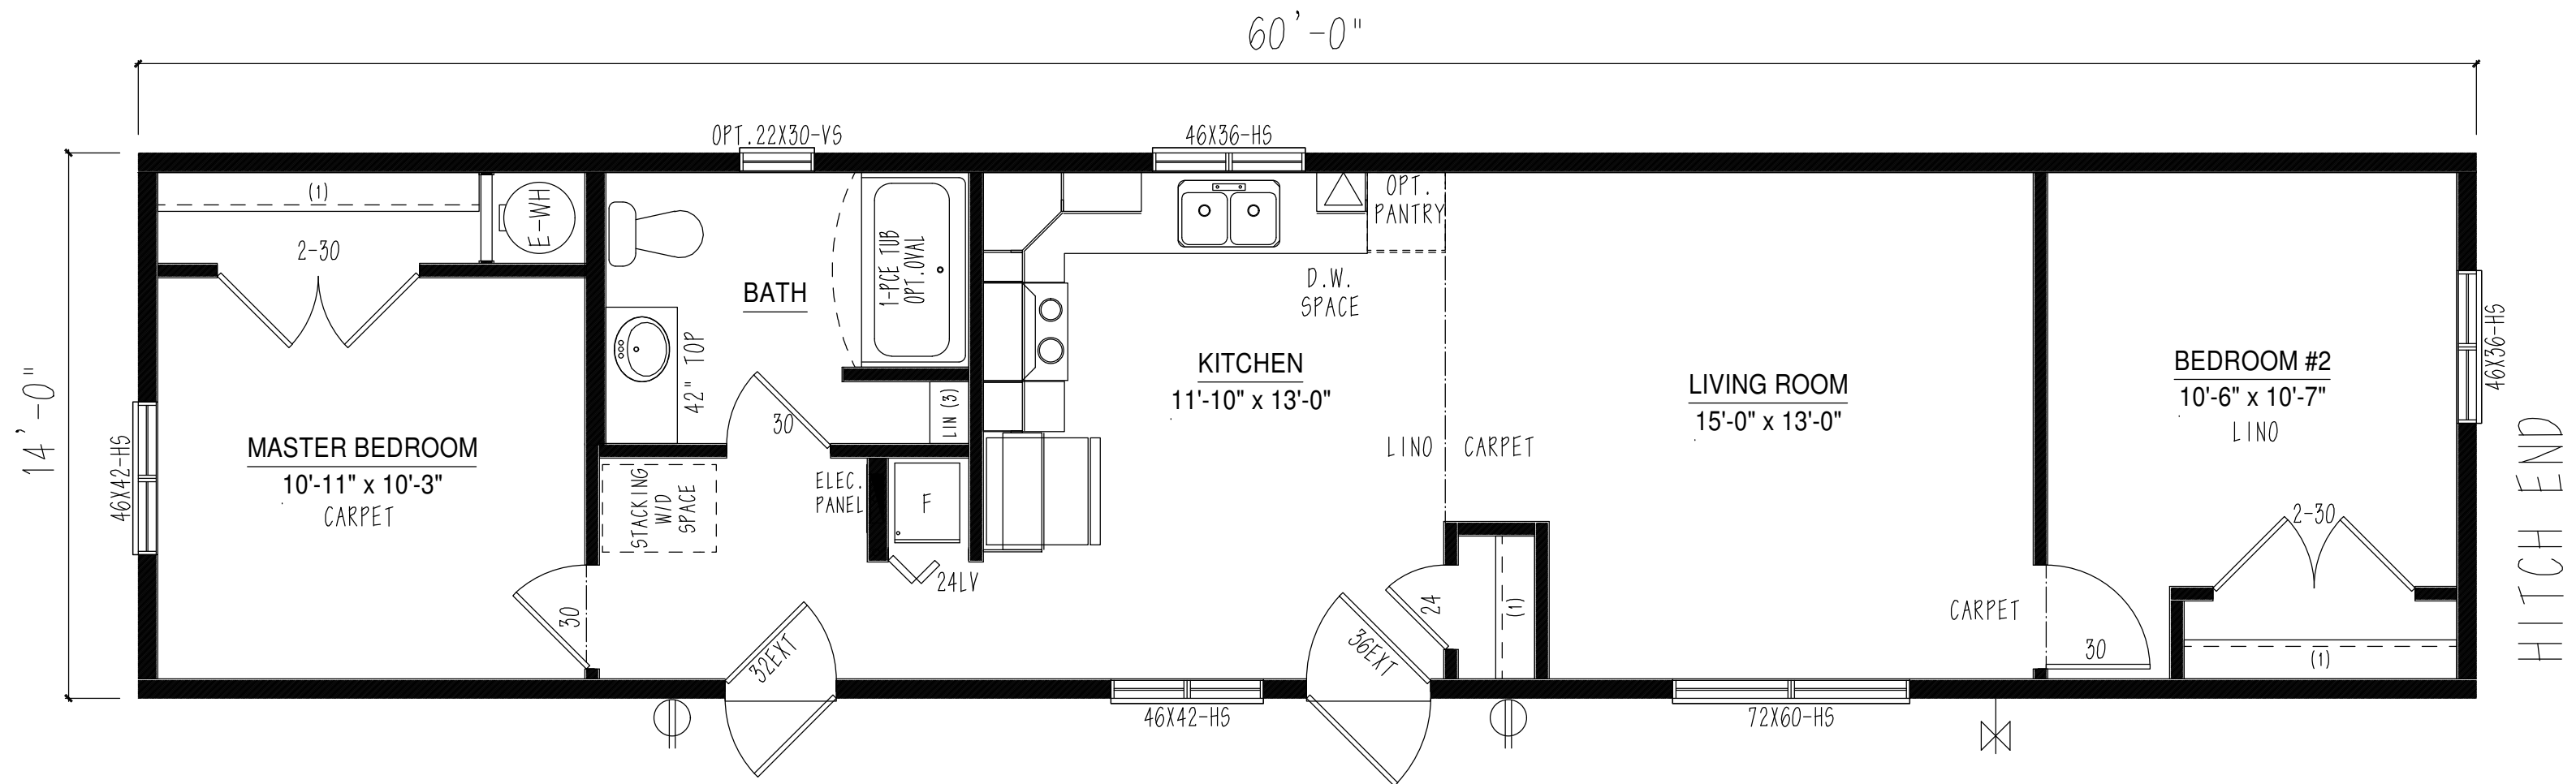 60'-0"
OPT.22X30-VS
46X36-HS
(1)
E-WH
2-30
14'-0"
46X42-HS
MASTER BEDROOM
10'-11" x 10'-3"
CARPET
30
BATH
1-PCE TUB
OPT.OVAL
42" TOP
30
LIN (3)
STACKING
W/D
SPACE
ELEC.
PANEL
F
24LV
32EXT
OPT.
PANTRY
D.W.
SPACE
KITCHEN
11'-10" x 13'-0"
LINO
CARPET
46X42-HS
36EXT
24
(1)
LIVING ROOM
15'-0" x 13'-0"
72X60-HS
CARPET
30
BEDROOM #2
10'-6" x 10'-7"
LINO
2-30
(1)
46X36-HS
HITCH END